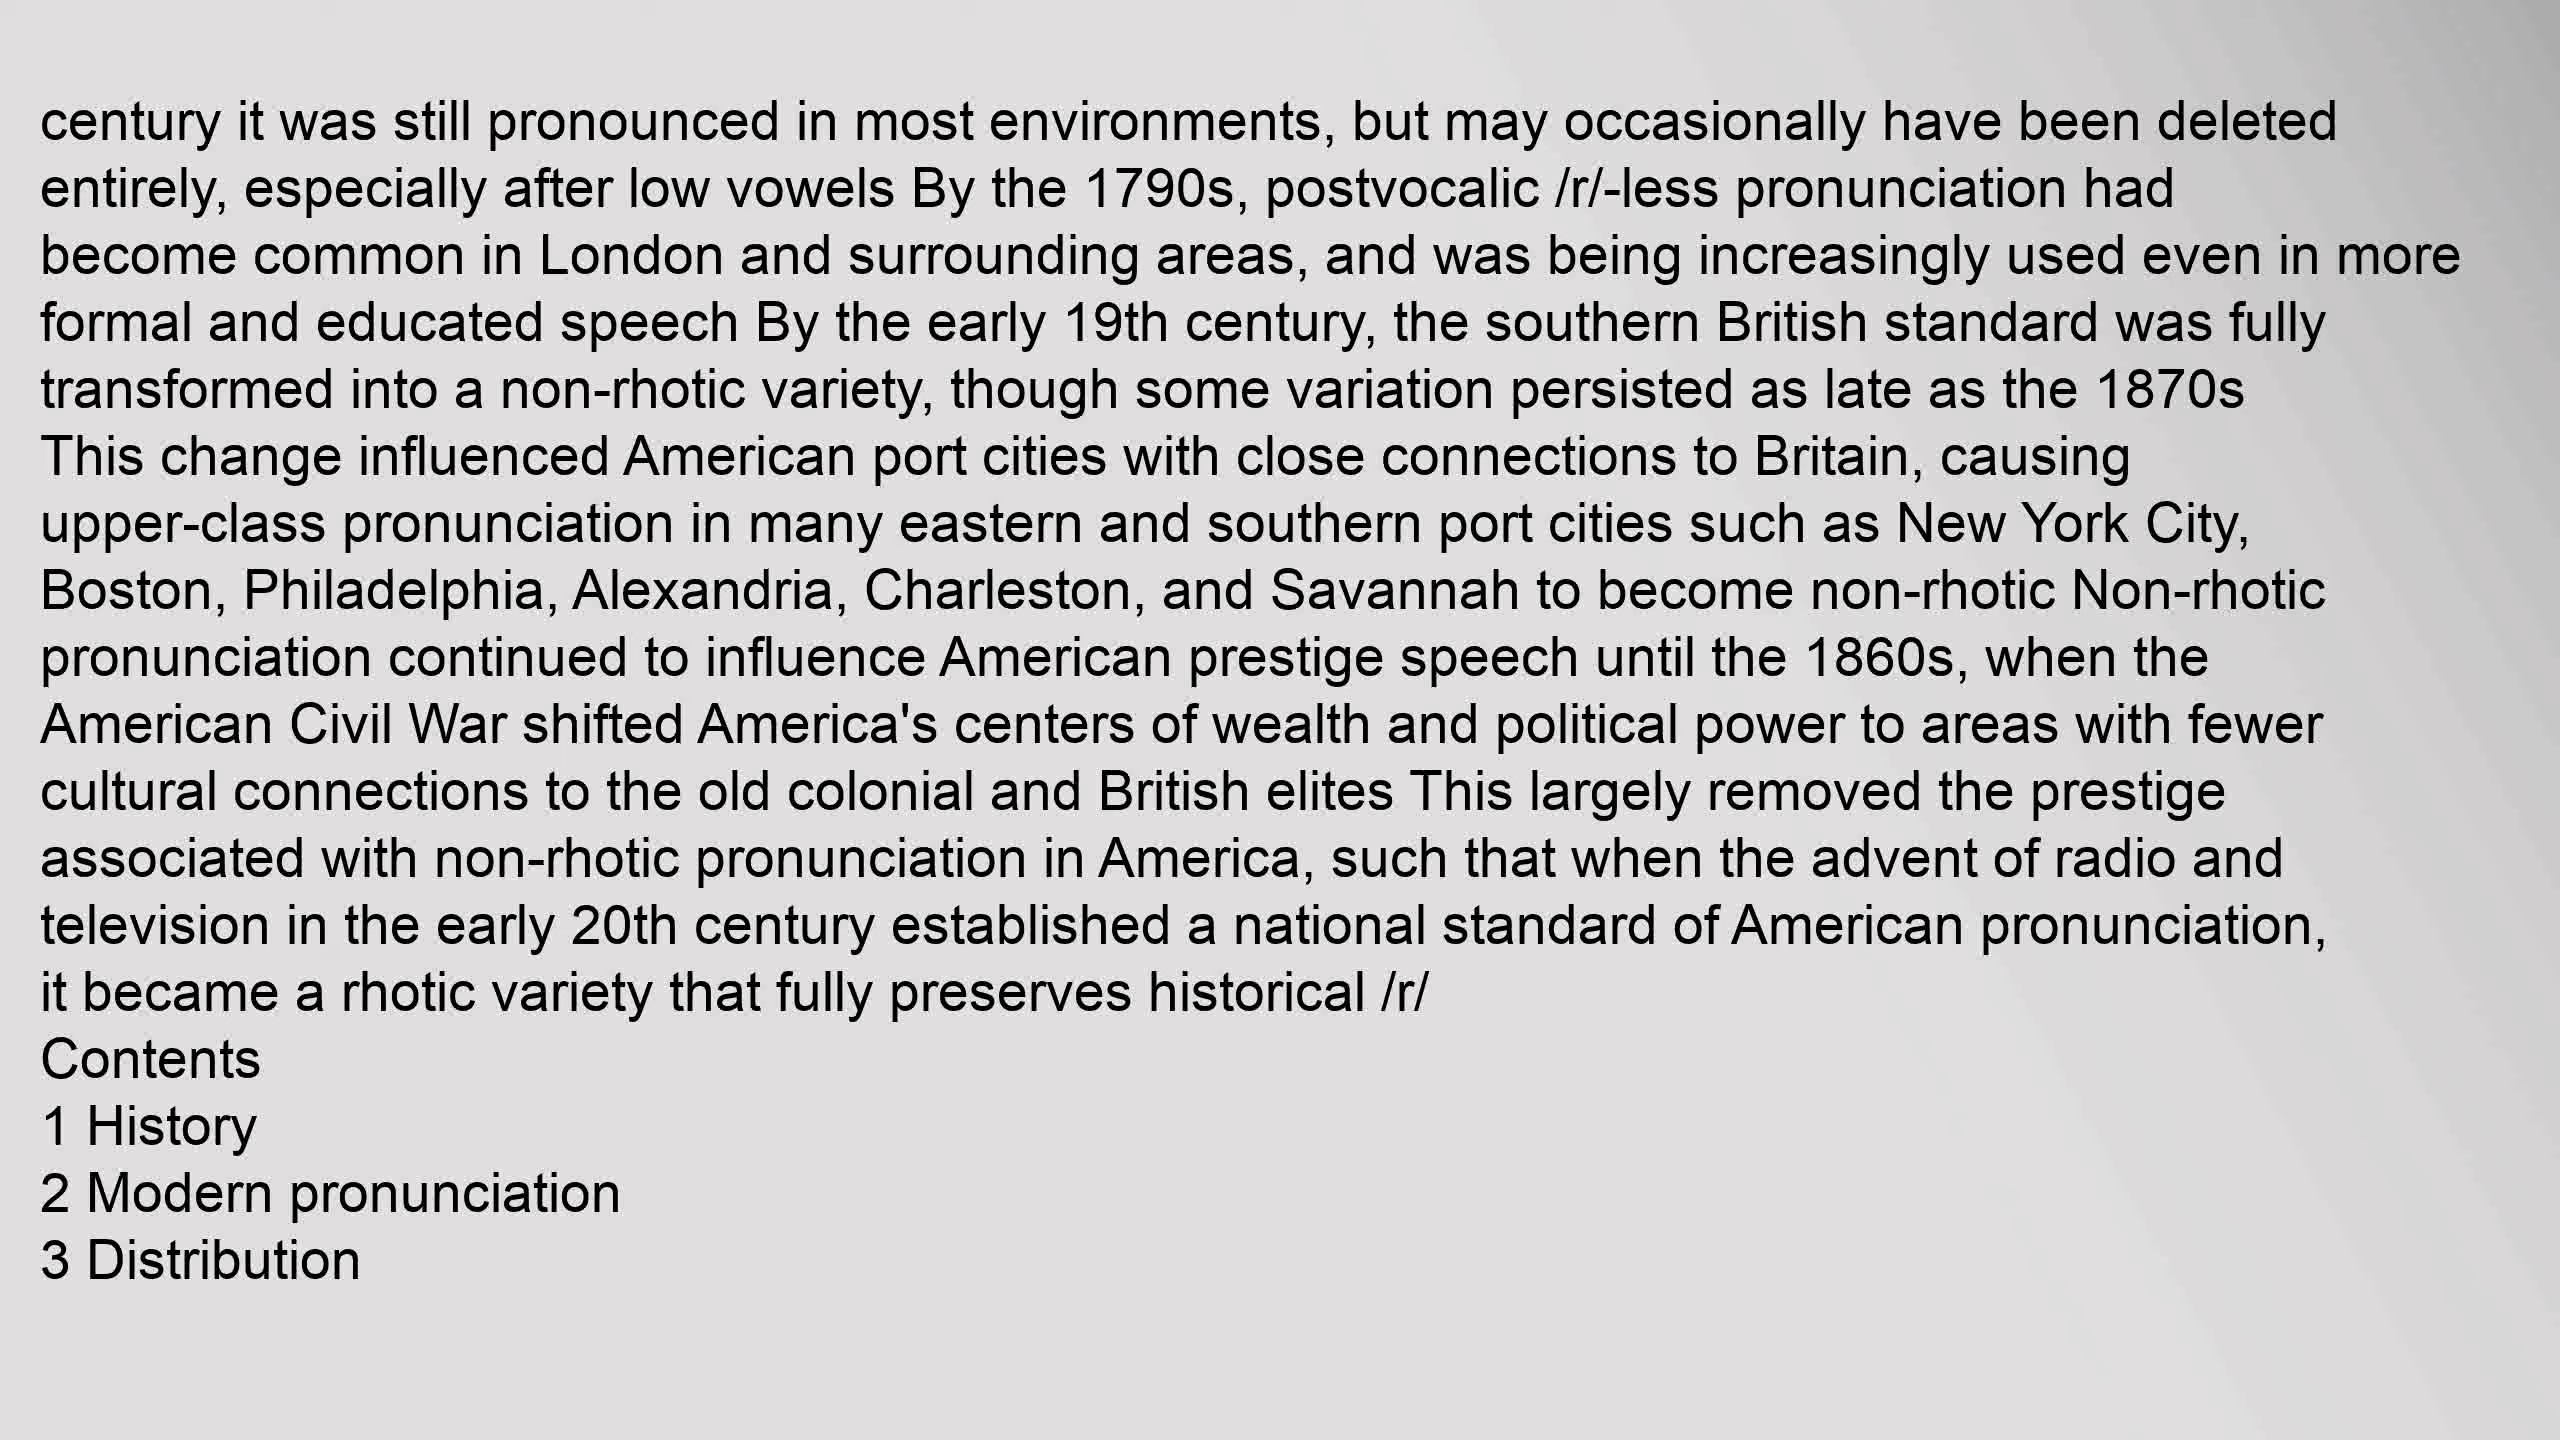 century it was still pronounced in most environments, but may occasionally have been deleted
entirely, especially after low vowels By the 1790s, postvocalic /r/-less pronunciation had
become common in London and surrounding areas, and was being increasingly used even in more
formal and educated speech By the early 19th century, the southern British standard was fully
transformed into a non-rhotic variety, though some variation persisted as late as the 1870s
This change influenced American port cities with close connections to Britain, causing
upper-class pronunciation in many eastern and southern port cities such as New York City,
Boston, Philadelphia, Alexandria, Charleston, and Savannah to become non-rhotic Non-rhotic
pronunciation continued to influence American prestige speech until the 1860s, when the
American Civil War shifted America's centers of wealth and political power to areas with fewer
cultural connections to the old colonial and British elites This largely removed the prestige
associated with non-rhotic pronunciation in America, such that when the advent of radio and
television in the early 20th century established a national standard of American pronunciation,
it became a rhotic variety that fully preserves historical /r/
Contents
1 History
2 Modern pronunciation
3 Distribution